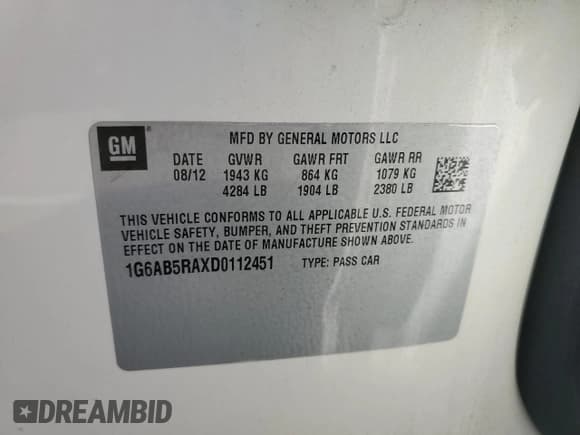 GM ®
MFD BY GENERAL MOTORS LLC
DATE GVWR GAWR FRT GAWR RR
08/12 1943 KG 864 KG 1079 KG
4284 LB 1904 LB 2380 LB
THIS VEHICLE CONFORMS TO ALL APPLICABLE U.S. FEDERAL MOTOR
VEHICLE SAFETY, BUMPER, AND THEFT PREVENTION STANDARDS IN
EFFECT ON THE DATE OF MANUFACTURE SHOWN ABOVE.
1G6AB5RAXD0112451 TYPE: PASS CAR
DREAMBID